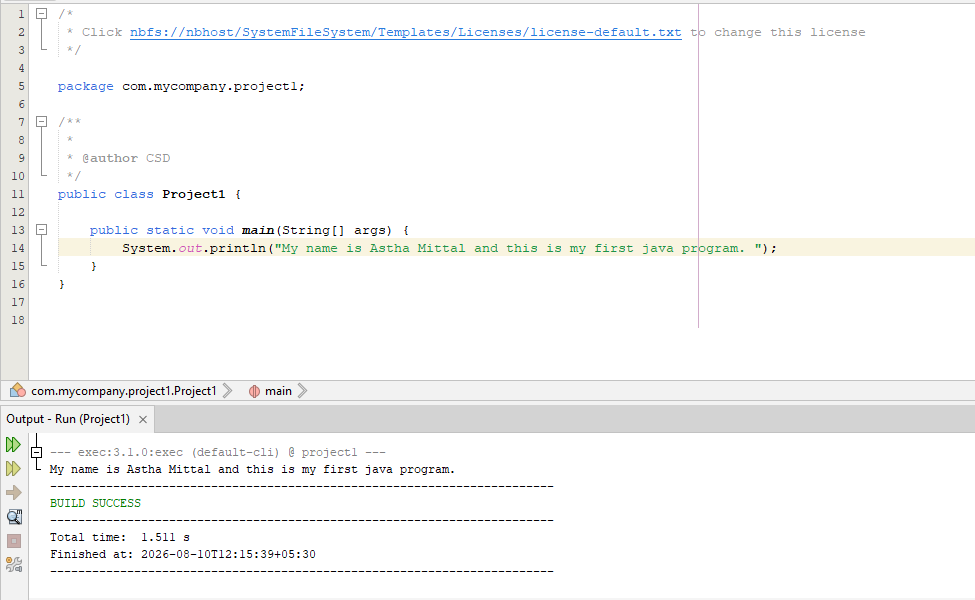 1 /*
2 * Click nbfs://nbhost/SystemFileSystem/Templates/Licenses/license-default.txt to change this license
3 */
4
5 package com.mycompany.project1;
6
7 /**
8 *
9 * @author CSD
10 */
11 public class Project1 {
12
13 public static void main(String[] args) {
14 System.out.println("My name is Astha Mittal and this is my first java program. ");
15 }
16 }
17
18
com.mycompany.project1.Project1 main
Output - Run (Project1) ×
--- exec:3.1.0:exec (default-cli) @ project1 ---
My name is Astha Mittal and this is my first java program.
------------------------------------------------------------------------
BUILD SUCCESS
------------------------------------------------------------------------
Total time: 1.511 s
Finished at: 2026-08-10T12:15:39+05:30
------------------------------------------------------------------------